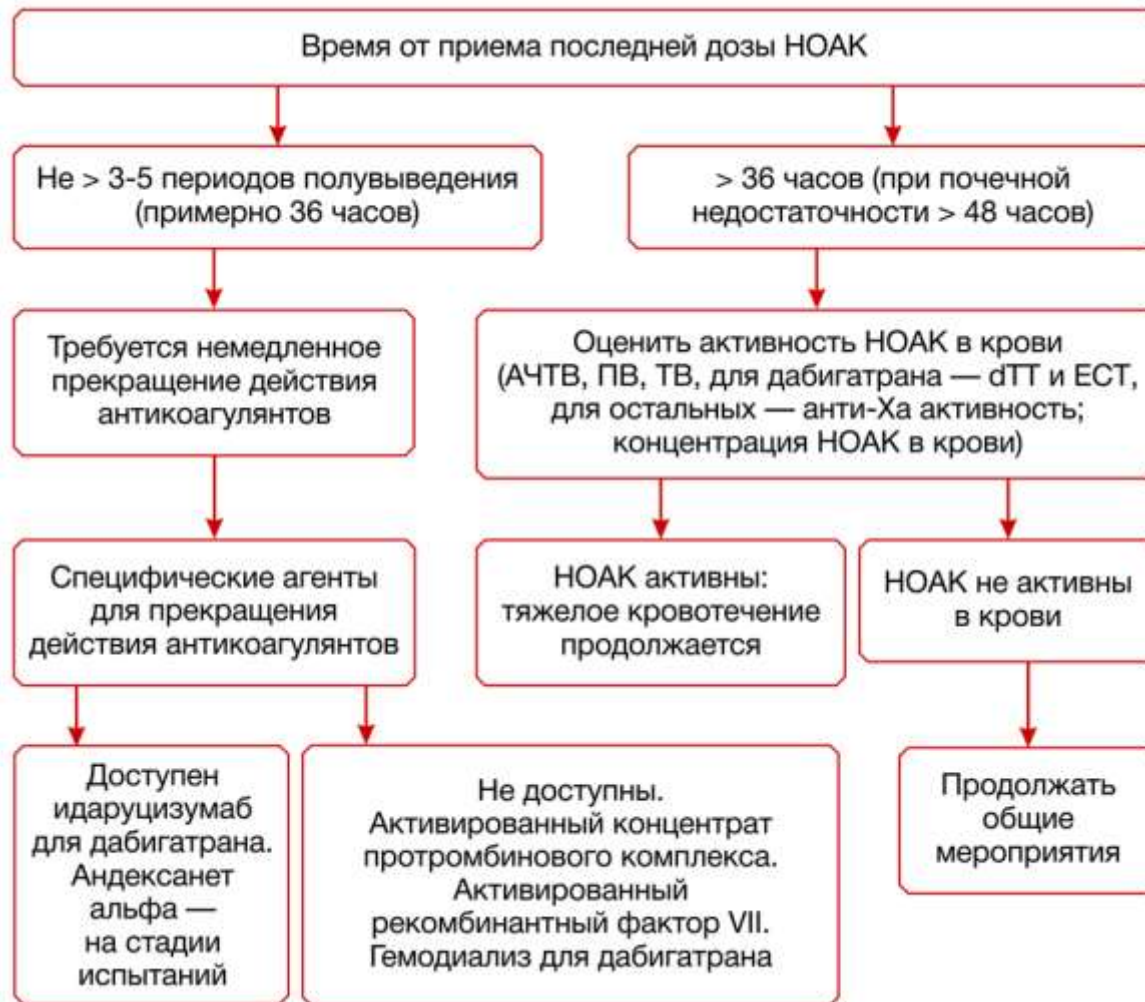 Время от приема последней дозы НОАК
Не > 3-5 периодов полувыведения
(примерно 36 часов)
> 36 часов (при почечной
недостаточности > 48 часов)
Требуется немедленное
прекращение действия
антикоагулянтов
Оценить активность НОАК в крови
(АЧТВ, ПВ, ТВ, для дабигатрана — dTT и ЕСТ,
для остальных — анти-Ха активность;
концентрация НОАК в крови)
Специфические агенты
для прекращения
действия антикоагулянтов
НОАК активны:
тяжелое кровотечение
продолжается
НОАК не активны
в крови
Доступен
идаруцизумаб
для дабигатрана.
Андексанет
альфа —
на стадии
испытаний
Не доступны.
Активированный концентрат
протромбинового комплекса.
Активированный
рекомбинантный фактор VII.
Гемодиализ для дабигатрана
Продолжать
общие
мероприятия